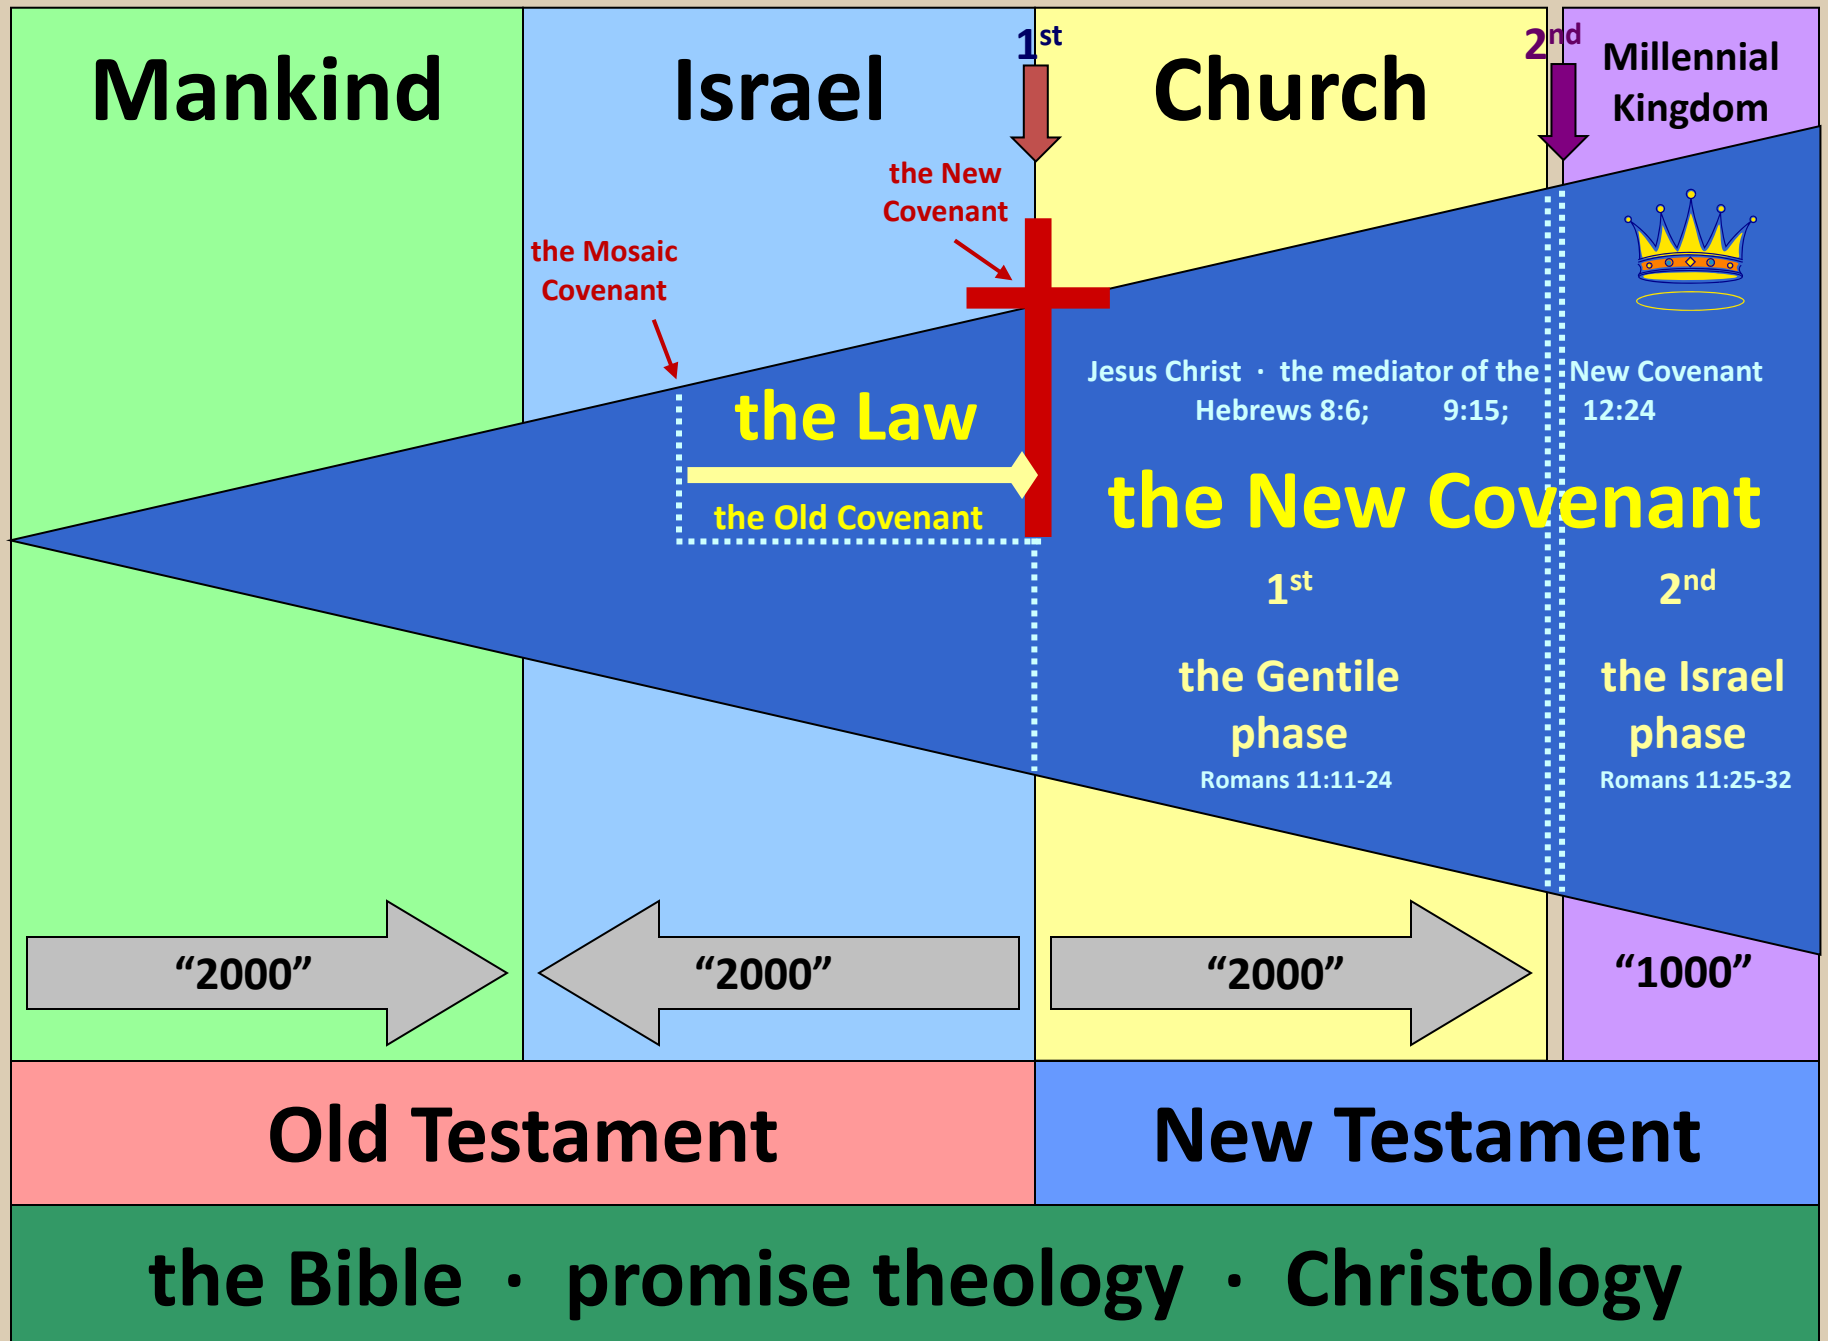 Mankind
Israel
1st
Church
2nd
Millennial
Kingdom
the New
Covenant
the Mosaic
Covenant
the Law
the Old Covenant
Jesus Christ · the mediator of the New Covenant
Hebrews 8:6; 9:15; 12:24
the New Covenant
1st
2nd
the Gentile
phase
Romans 11:11-24
the Israel
phase
Romans 11:25-32
“2000”
“2000”
“2000”
“1000”
Old Testament
New Testament
the Bible · promise theology · Christology